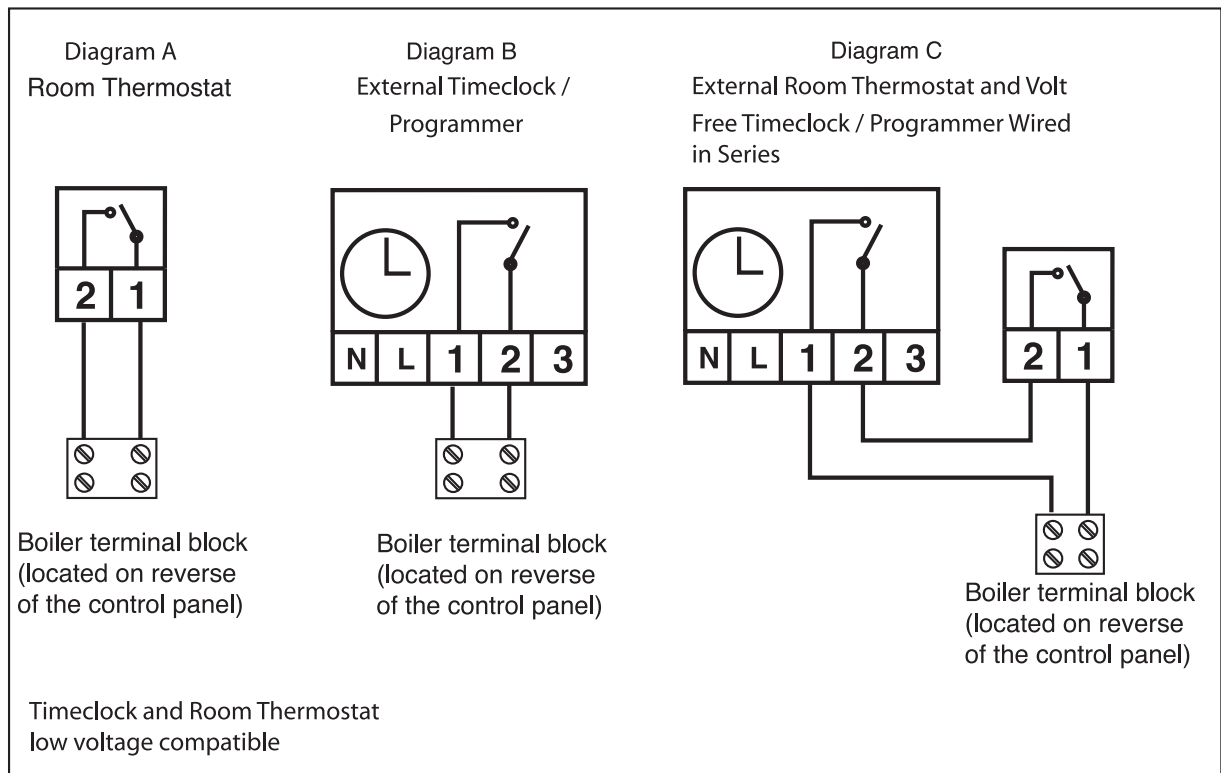 Diagram A
Room Thermostat
2 1
Boiler terminal block
(located on reverse
of the control panel)
Diagram B
External Timeclock /
Programmer
N L 1 2 3
Boiler terminal block
(located on reverse
of the control panel)
Diagram C
External Room Thermostat and Volt
Free Timeclock / Programmer Wired
in Series
N L 1 2 3
2 1
Boiler terminal block
(located on reverse
of the control panel)
Timeclock and Room Thermostat
low voltage compatible